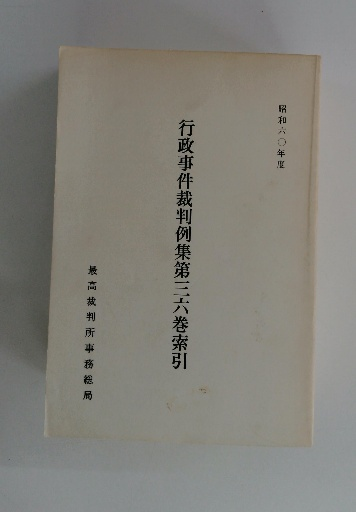 昭和六〇年度
行政事件裁判例集第三六巻索引
最高裁判所事務総局